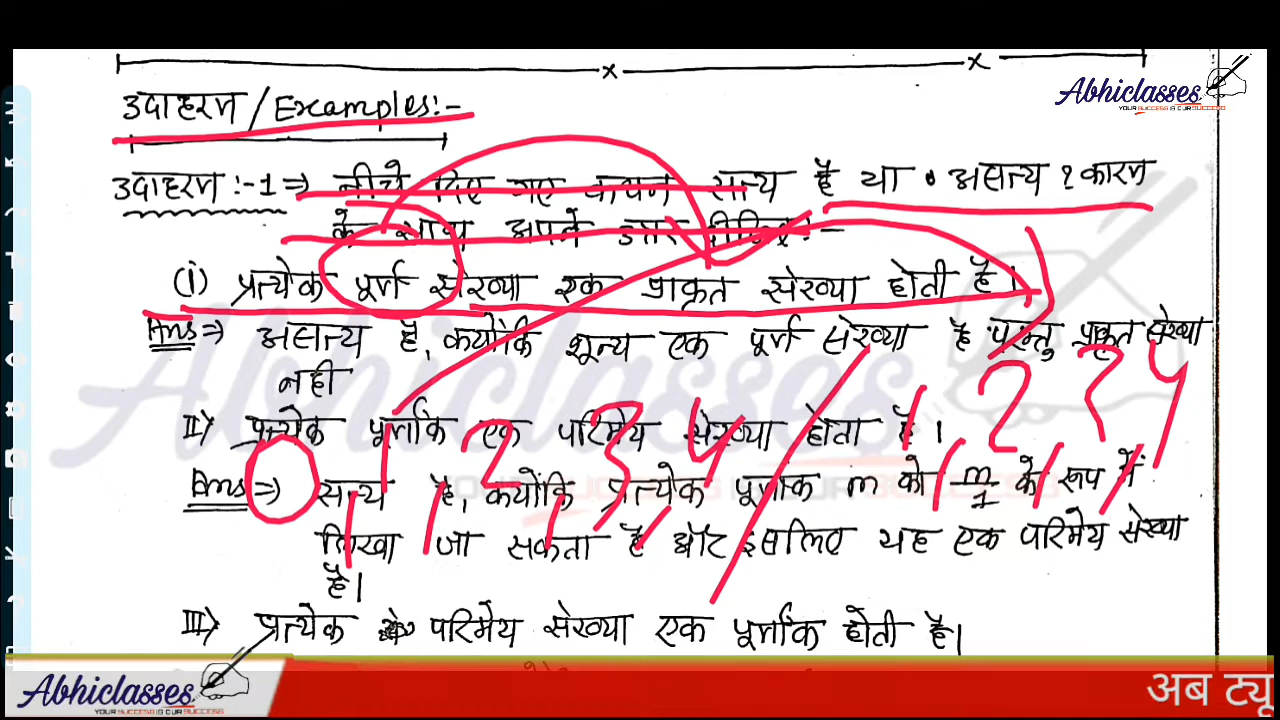 Abhiclasses
YOUR SUCCESS IS OUR SUCCESS
उदाहरन / Examples:-
उदाहरन :-1 ⇒ नीचे दिए गए कथन सत्य है या असत्य ? कारन
के साथ अपने उत्तर दीजिए :-
(i) प्रत्येक पूर्ण संख्या एक प्राकृत संख्या होती है।
Ans ⇒ असत्य है, क्योंकि शून्य एक पूर्ण संख्या है परन्तु प्राकृत संख्या
नही
II⇒ प्रत्येक पूर्णांक एक परिमेय संख्या होता है।
Ans ⇒ सत्य है, क्योंकि प्रत्येक पूर्णांक m को m/1 के रूप में
लिखा जा सकता है और इसलिए यह एक परिमेय संख्या
है।
III⇒ प्रत्येक परिमेय संख्या एक पूर्णांक होती है।
0 1 2 3 4
1 2 3 4
Abhiclasses
YOUR SUCCESS IS OUR SUCCESS
अब ट्यू